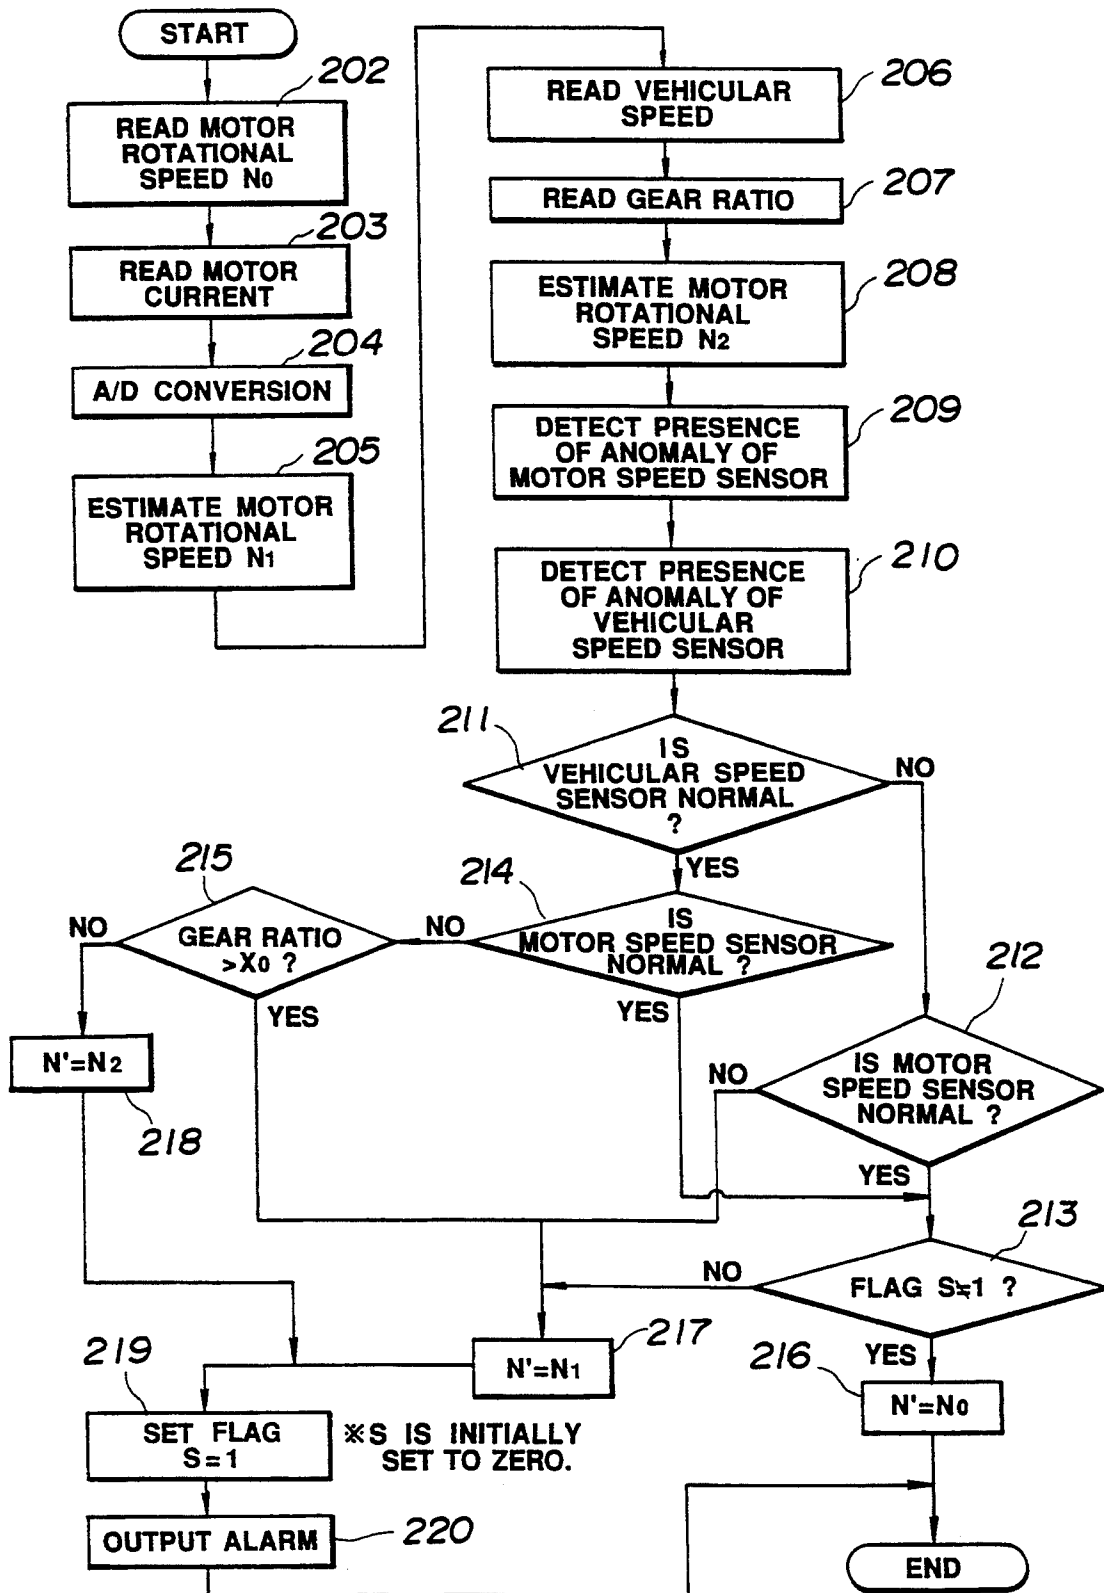 START
202
READ MOTOR
ROTATIONAL
SPEED N0
203
READ MOTOR
CURRENT
204
A/D CONVERSION
205
ESTIMATE MOTOR
ROTATIONAL
SPEED N1
206
READ VEHICULAR
SPEED
207
READ GEAR RATIO
208
ESTIMATE MOTOR
ROTATIONAL
SPEED N2
209
DETECT PRESENCE
OF ANOMALY OF
MOTOR SPEED SENSOR
210
DETECT PRESENCE
OF ANOMALY OF
VEHICULAR
SPEED SENSOR
211
IS
VEHICULAR SPEED
SENSOR NORMAL
?
NO
YES
214
IS
MOTOR SPEED SENSOR
NORMAL ?
NO
YES
215
GEAR RATIO
>X0 ?
NO
YES
212
IS MOTOR
SPEED SENSOR
NORMAL ?
NO
YES
N'=N2
218
213
FLAG S≒1 ?
NO
YES
217
N'=N1
216
N'=N0
219
SET FLAG
S=1
※S IS INITIALLY
SET TO ZERO.
OUTPUT ALARM
220
END